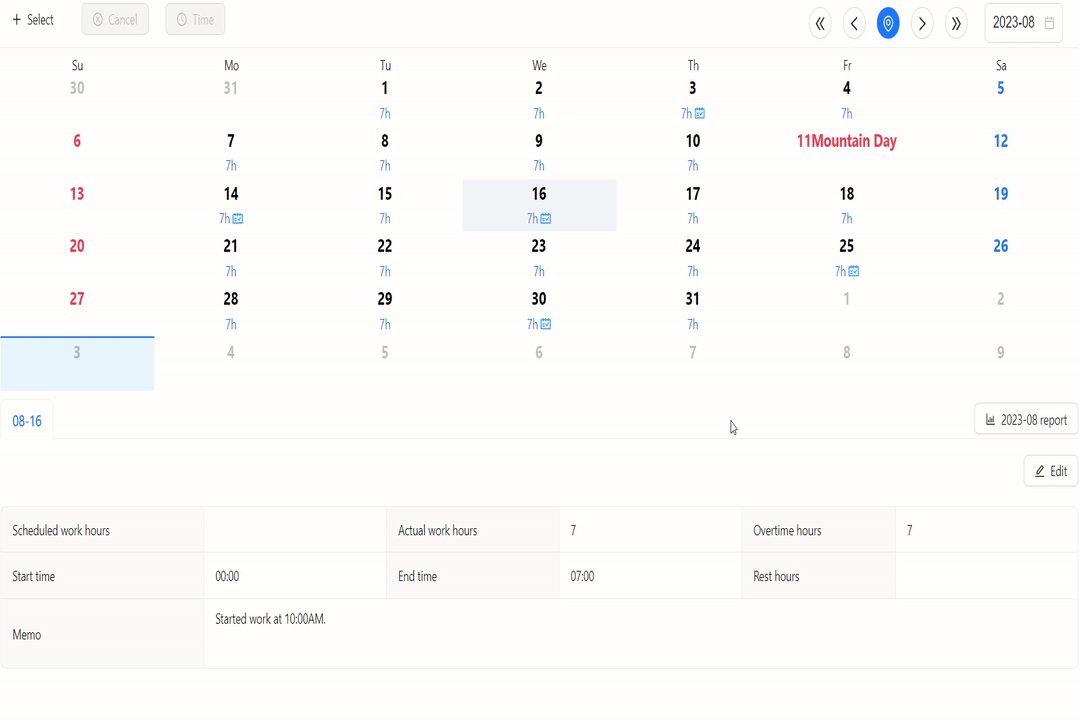 Select Cancel Time 2023-08
Su Mo Tu We Th Fr Sa
30 31 1 2 3 4 5
7h 7h 7h 7h
6 7 8 9 10 11Mountain Day 12
7h 7h 7h 7h
13 14 15 16 17 18 19
7h 7h 7h 7h 7h
20 21 22 23 24 25 26
7h 7h 7h 7h 7h
27 28 29 30 31 1 2
7h 7h 7h 7h
3 4 5 6 7 8 9
08-16 2023-08 report
Edit
Scheduled work hours Actual work hours 7 Overtime hours 7
Start time 00:00 End time 07:00 Rest hours
Started work at 10:00AM.
Memo